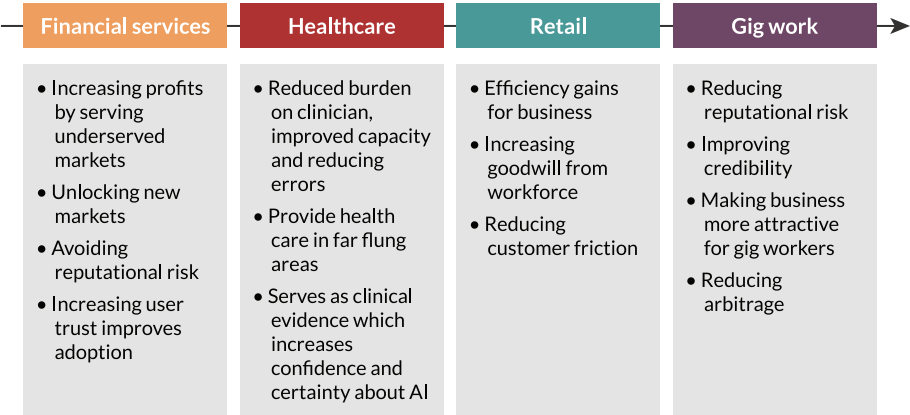 Financial services
• Increasing profits
by serving
underserved
markets
• Unlocking new
markets
• Avoiding
reputational risk
• Increasing user
trust improves
adoption
Healthcare
• Reduced burden
on clinician,
improved capacity
and reducing
errors
• Provide health
care in far flung
areas
• Serves as clinical
evidence which
increases
confidence and
certainty about AI
Retail
• Efficiency gains
for business
• Increasing
goodwill from
workforce
• Reducing
customer friction
Gig work
• Reducing
reputational risk
• Improving
credibility
• Making business
more attractive
for gig workers
• Reducing
arbitrage